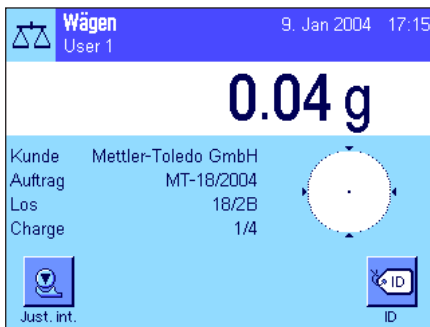 Wägen 9. Jan 2004 17:15
User 1
0.04 g
Kunde Mettler-Toledo GmbH
Auftrag MT-18/2004
Los 18/2B
Charge 1/4
ID
Just. int. ID